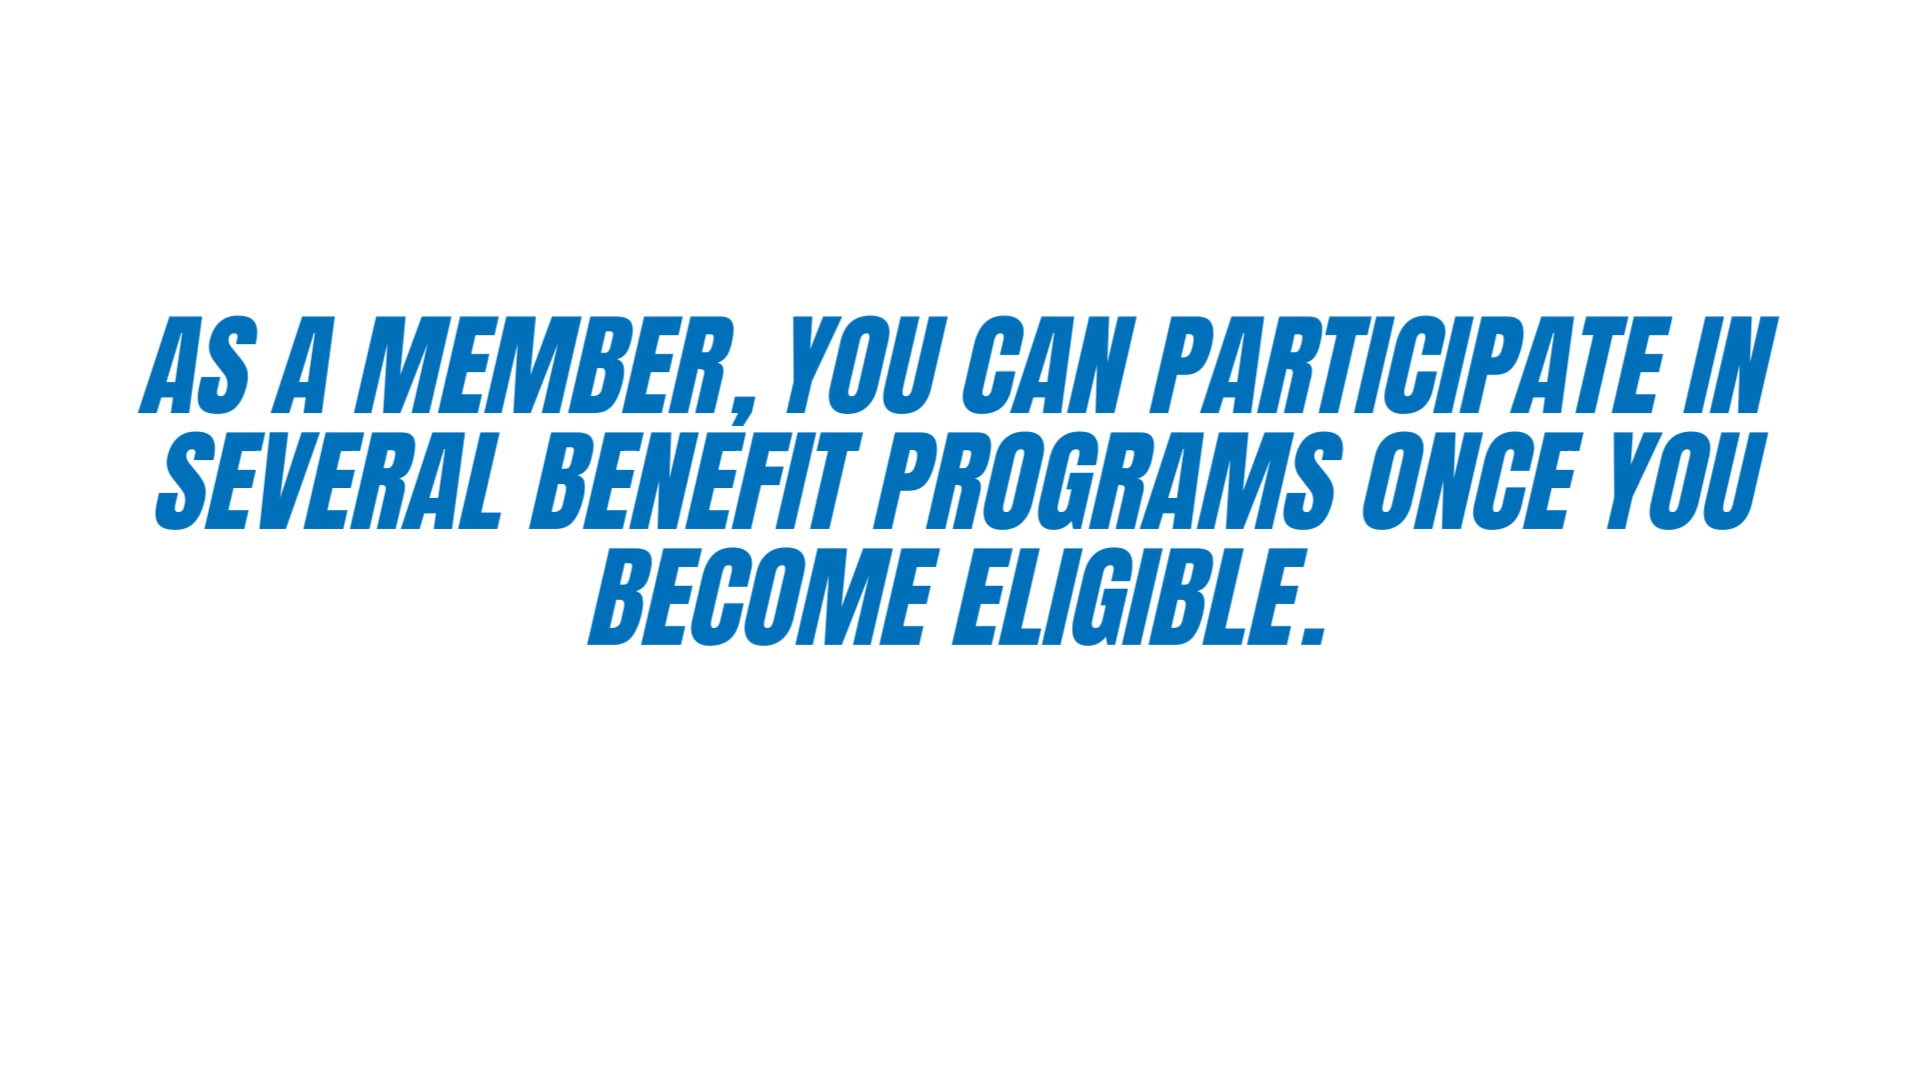 AS A MEMBER, YOU CAN PARTICIPATE IN
SEVERAL BENEFIT PROGRAMS ONCE YOU
BECOME ELIGIBLE.